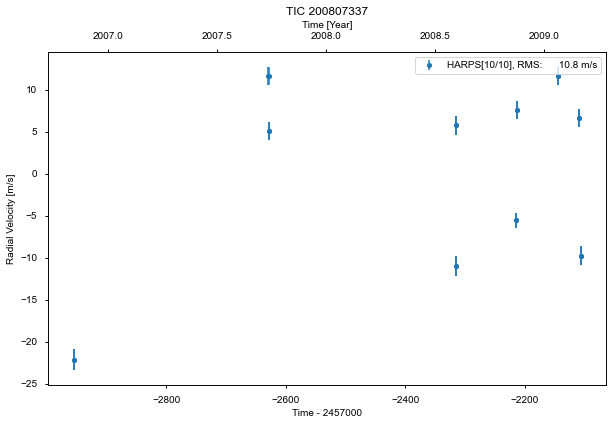 TIC 200807337
Time [Year]
2007.0 2007.5 2008.0 2008.5 2009.0
HARPS[10/10], RMS: 10.8 m/s
Radial Velocity [m/s]
10
5
0
−5
−10
−15
−20
−25
−2800 −2600 −2400 −2200
Time - 2457000